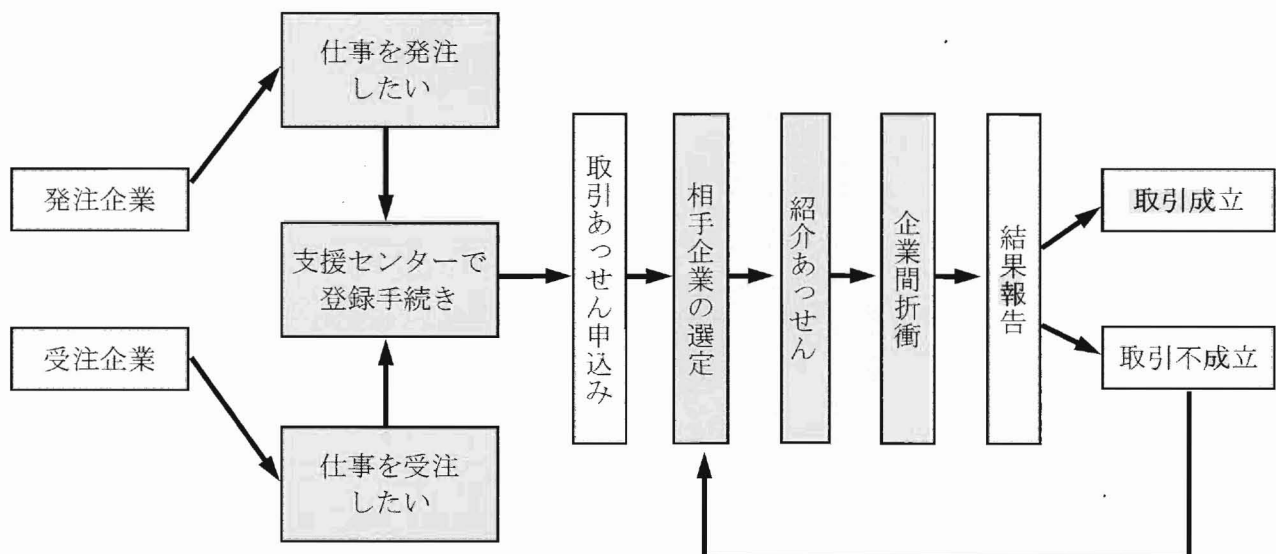 仕事を発注
したい
発注企業
支援センターで
登録手続き
受注企業
仕事を受注
したい
取引あっせん申込み
相手企業の選定
紹介あっせん
企業間折衝
結果報告
取引成立
取引不成立